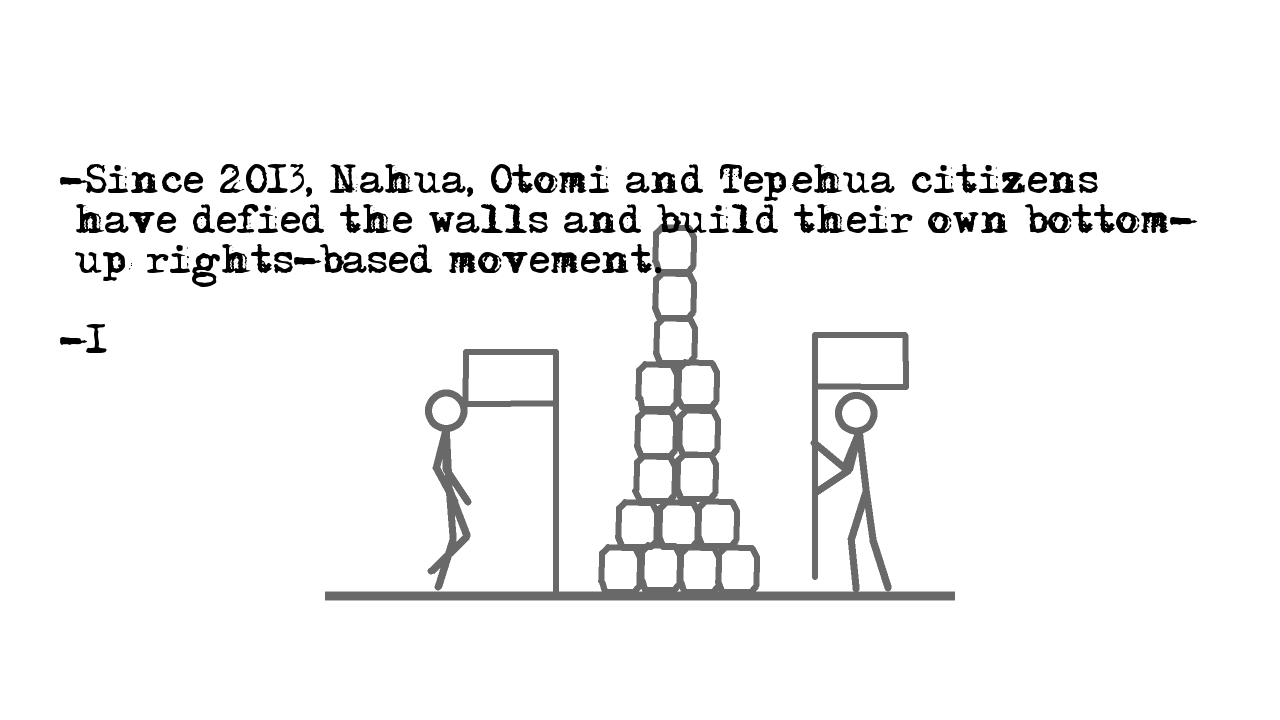 -Since 2013, Nahua, Otomi and Tepehua citizens
have defied the walls and build their own bottom-
up rights-based movement.
-I